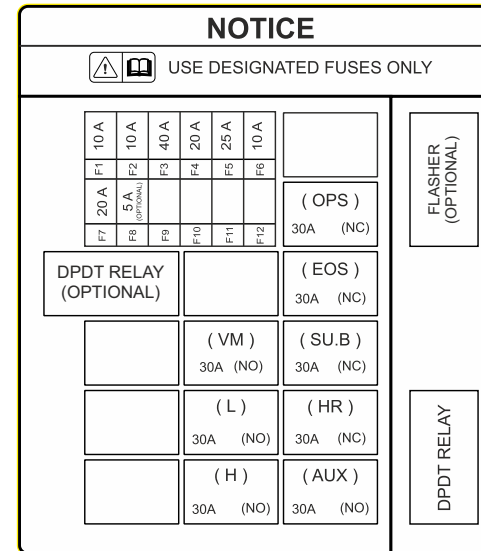 NOTICE
USE DESIGNATED FUSES ONLY
10 A 10 A 40 A 20 A 25 A 10 A
F1 F2 F3 F4 F5 F6
20 A 5 A
(OPTIONAL)
F7 F8 F9 F10 F11 F12
( OPS )
30A (NC)
FLASHER
(OPTIONAL)
DPDT RELAY
(OPTIONAL)
( EOS )
30A (NC)
( VM )
30A (NO)
( SU.B )
30A (NC)
( L )
30A (NO)
( HR )
30A (NC)
( H )
30A (NO)
( AUX )
30A (NO)
DPDT RELAY